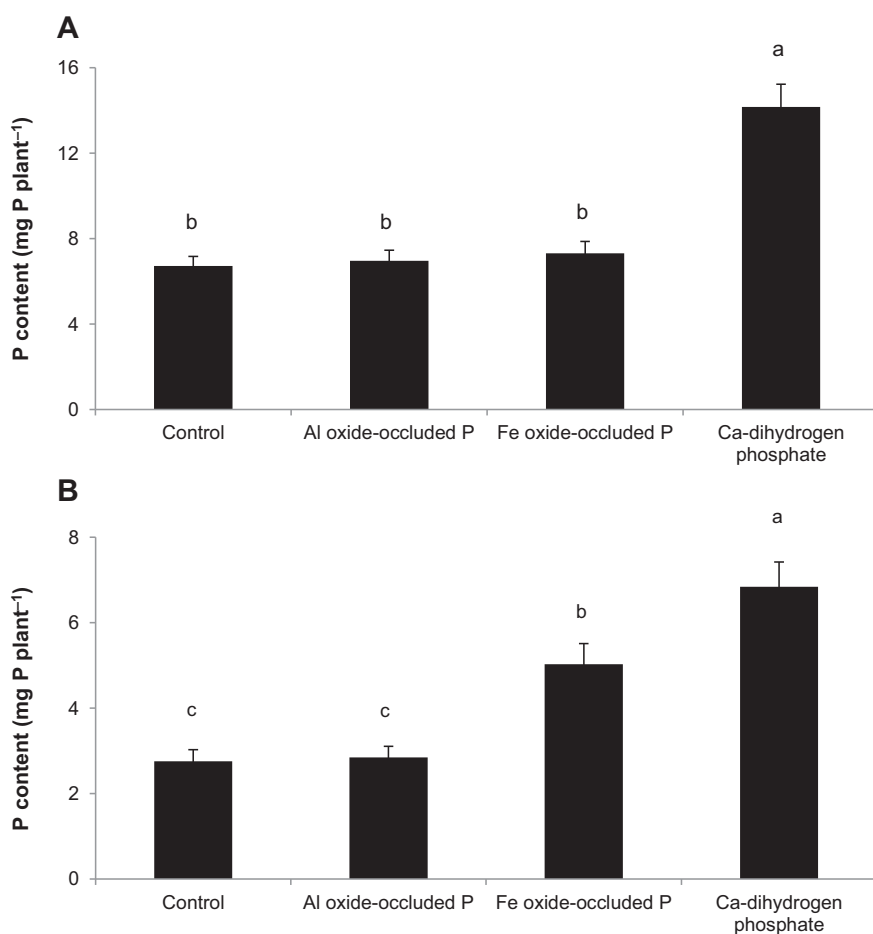 A
P content (mg P plant⁻¹)
16
12
8
4
0
b
b
b
a
Control
Al oxide-occluded P
Fe oxide-occluded P
Ca-dihydrogen
phosphate
B
P content (mg P plant⁻¹)
8
6
4
2
0
c
c
b
a
Control
Al oxide-occluded P
Fe oxide-occluded P
Ca-dihydrogen
phosphate